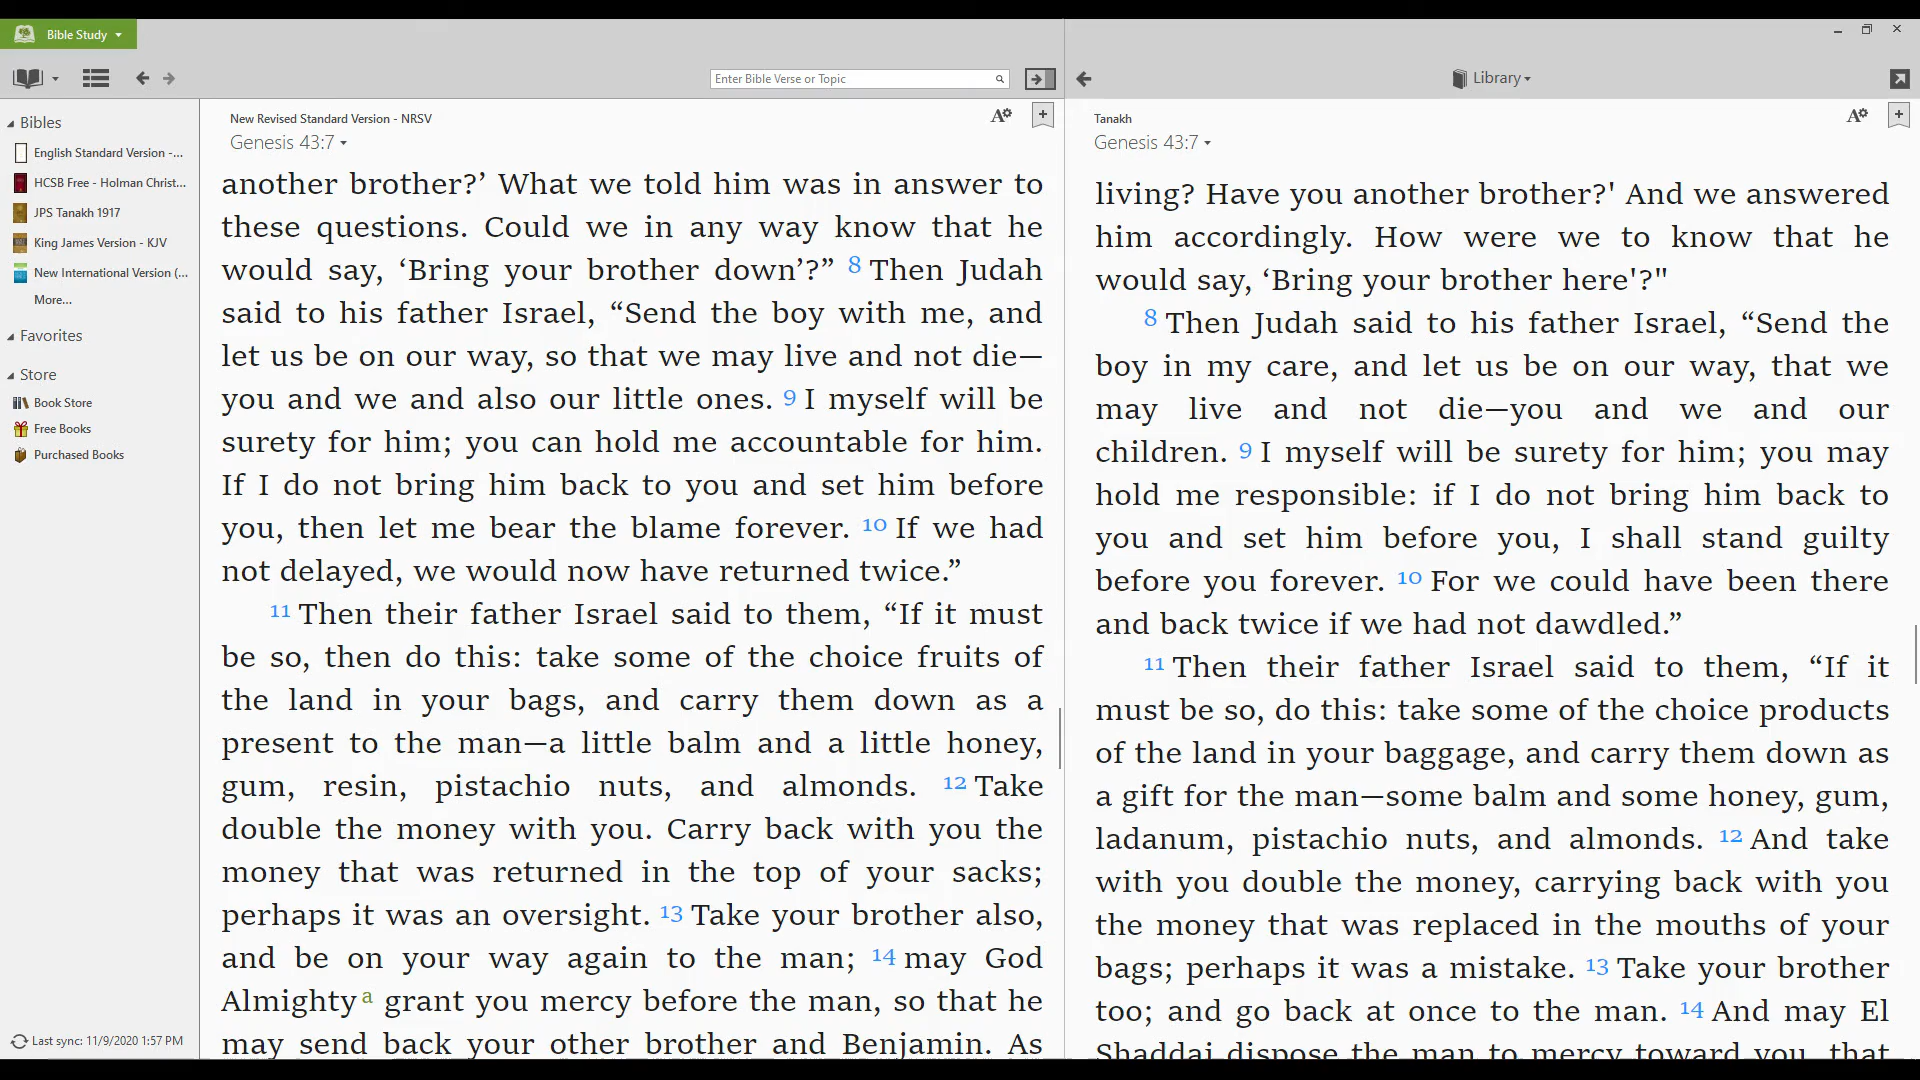 Bible Study
Enter Bible Verse or Topic
Library
Bibles
English Standard Version -...
HCSB Free - Holman Christ...
JPS Tanakh 1917
King James Version - KJV
New International Version (...
More...
Favorites
Store
Book Store
Free Books
Purchased Books
Last sync: 11/9/2020 1:57 PM
New Revised Standard Version - NRSV
Genesis 43:7
another brother?’ What we told him was in answer to
these questions. Could we in any way know that he
would say, ‘Bring your brother down’?” 8 Then Judah
said to his father Israel, “Send the boy with me, and
let us be on our way, so that we may live and not die—
you and we and also our little ones. 9 I myself will be
surety for him; you can hold me accountable for him.
If I do not bring him back to you and set him before
you, then let me bear the blame forever. 10 If we had
not delayed, we would now have returned twice.”
11 Then their father Israel said to them, “If it must
be so, then do this: take some of the choice fruits of
the land in your bags, and carry them down as a
present to the man—a little balm and a little honey,
gum, resin, pistachio nuts, and almonds. 12 Take
double the money with you. Carry back with you the
money that was returned in the top of your sacks;
perhaps it was an oversight. 13 Take your brother also,
and be on your way again to the man; 14 may God
Almighty a grant you mercy before the man, so that he
may send back your other brother and Benjamin. As
Tanakh
Genesis 43:7
living? Have you another brother?' And we answered
him accordingly. How were we to know that he
would say, ‘Bring your brother here'?"
8 Then Judah said to his father Israel, “Send the
boy in my care, and let us be on our way, that we
may live and not die—you and we and our
children. 9 I myself will be surety for him; you may
hold me responsible: if I do not bring him back to
you and set him before you, I shall stand guilty
before you forever. 10 For we could have been there
and back twice if we had not dawdled.”
11 Then their father Israel said to them, “If it
must be so, do this: take some of the choice products
of the land in your baggage, and carry them down as
a gift for the man—some balm and some honey, gum,
ladanum, pistachio nuts, and almonds. 12 And take
with you double the money, carrying back with you
the money that was replaced in the mouths of your
bags; perhaps it was a mistake. 13 Take your brother
too; and go back at once to the man. 14 And may El
Shaddai dispose the man to mercy toward you, that